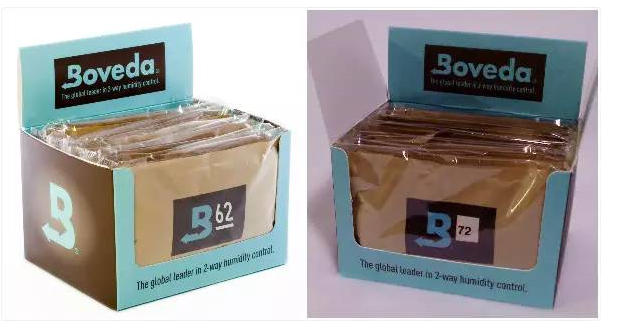 Boveda
The global leader in 2-way humidity control.
B 62
B
The global leader in 2-way humidity control.
Boveda
The global leader in 2-way humidity control.
B 72
The global leader in 2-way humidity control.